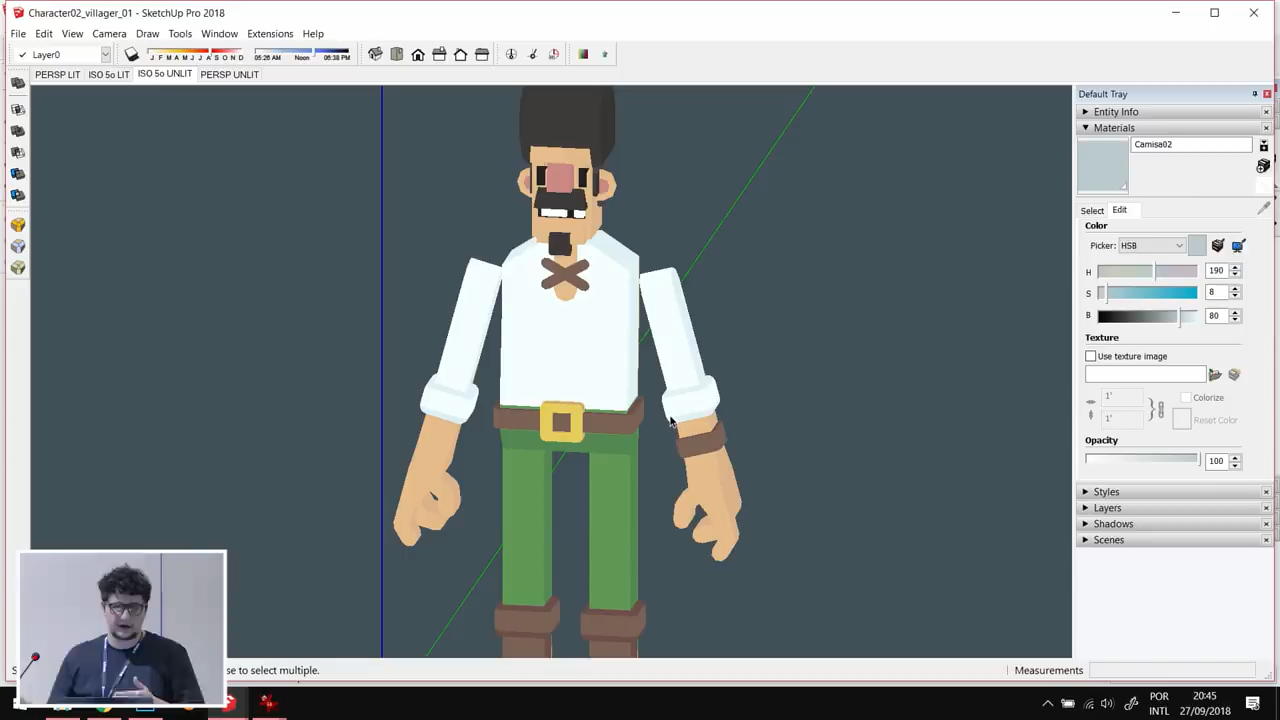 Character02_villager_01 - SketchUp Pro 2018
File Edit View Camera Draw Tools Window Extensions Help
Layer0
J F M A M J J A S O N D
05:26 AM Noon 06:38 PM
PERSP LIT ISO 5o LIT ISO 5o UNLIT PERSP UNLIT
Default Tray
Entity Info
Materials
Camisa02
Select Edit
Color
Picker: HSB
H 190
S 8
B 80
Texture
Use texture image
1' Colorize
1' Reset Color
Opacity
100
Styles
Layers
Shadows
Scenes
se to select multiple.
Measurements
POR
INTL
20:45
27/09/2018